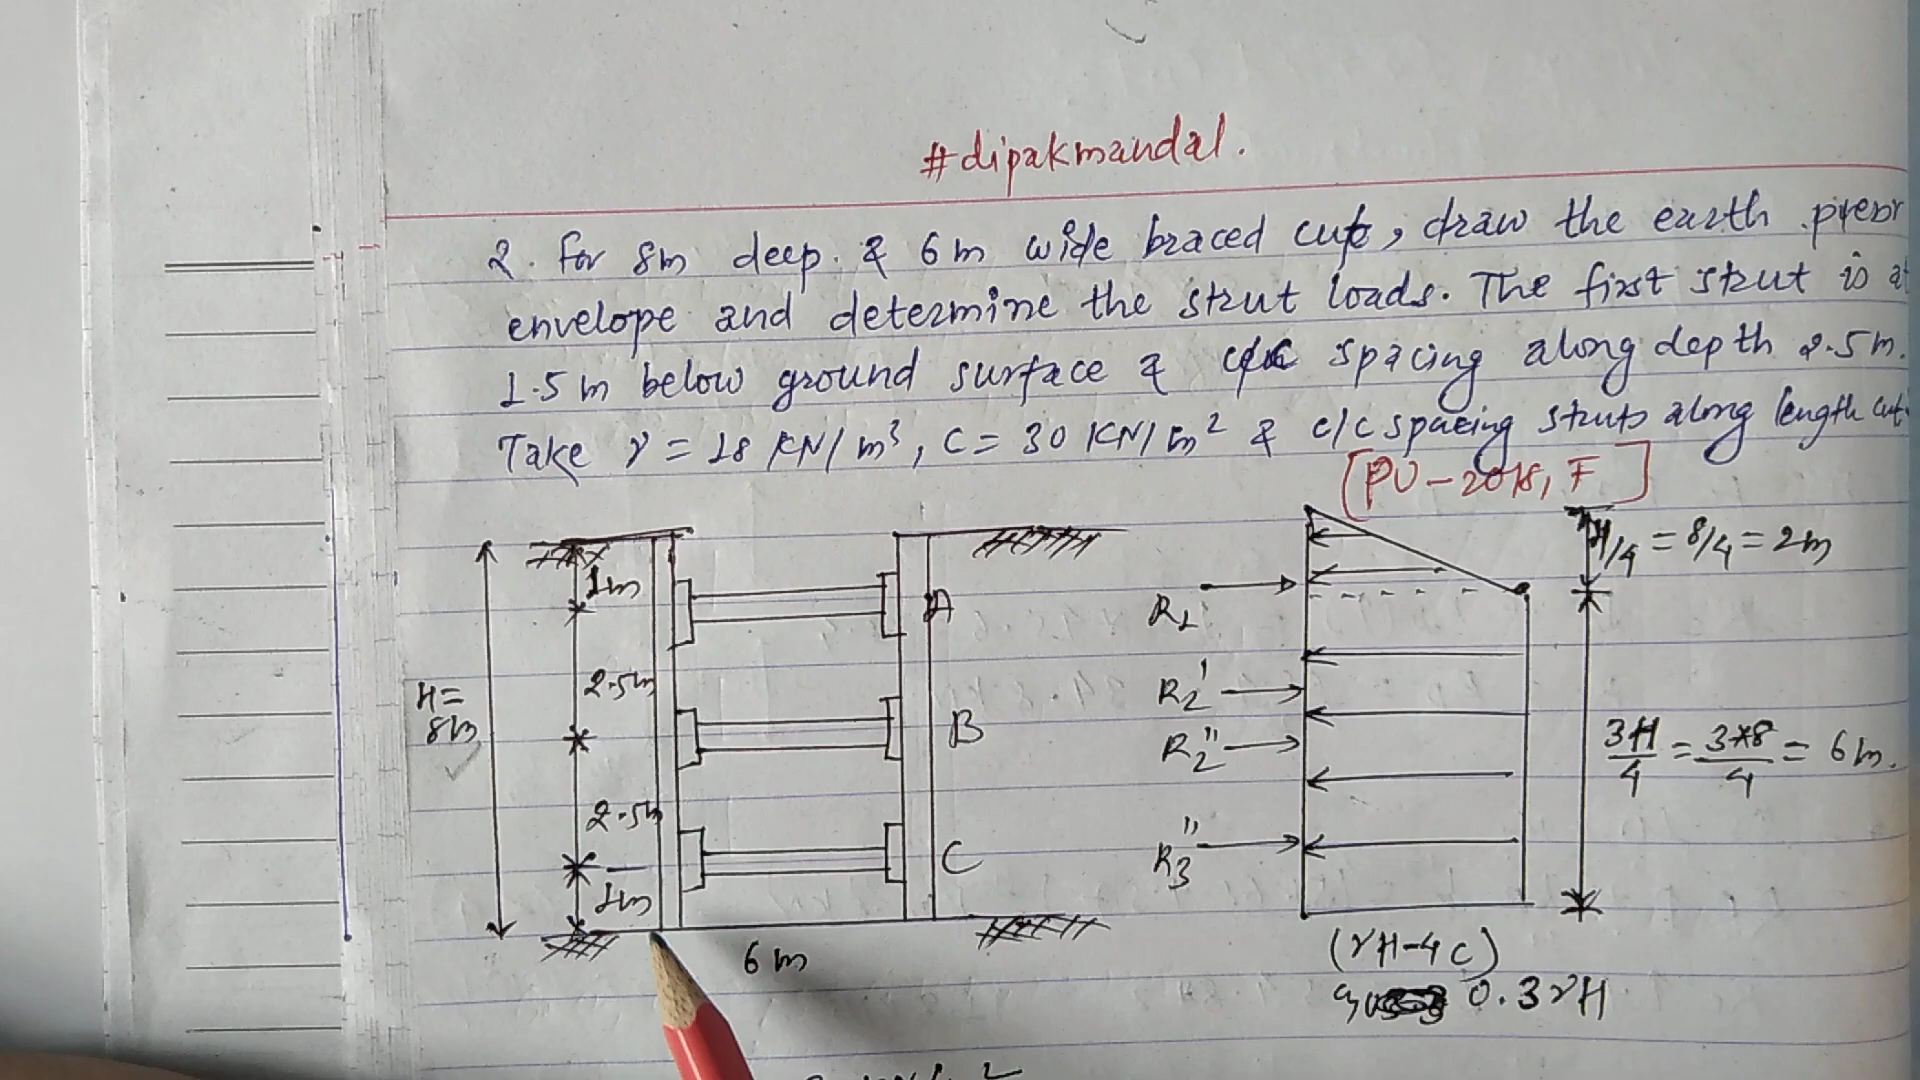 #dipakmandal.
2. for 8m deep & 6m wide braced cut, draw the earth
envelope and determine the strut loads. The first strut is at
1.5m below ground surface & c/c spacing along depth 2.5m.
Take γ = 18 KN/m³, C = 30 KN/m² & c/c spacing struts along length cut
[PU-2018, F]
H/4 = 8/4 = 2m
1m
A
R1
2.5m
H=
8m
B
R2'
R2"
3H/4 = 3*8/4 = 6m.
2.5m
C
R3"
1m
6m
(γH-4C)
0.3γH